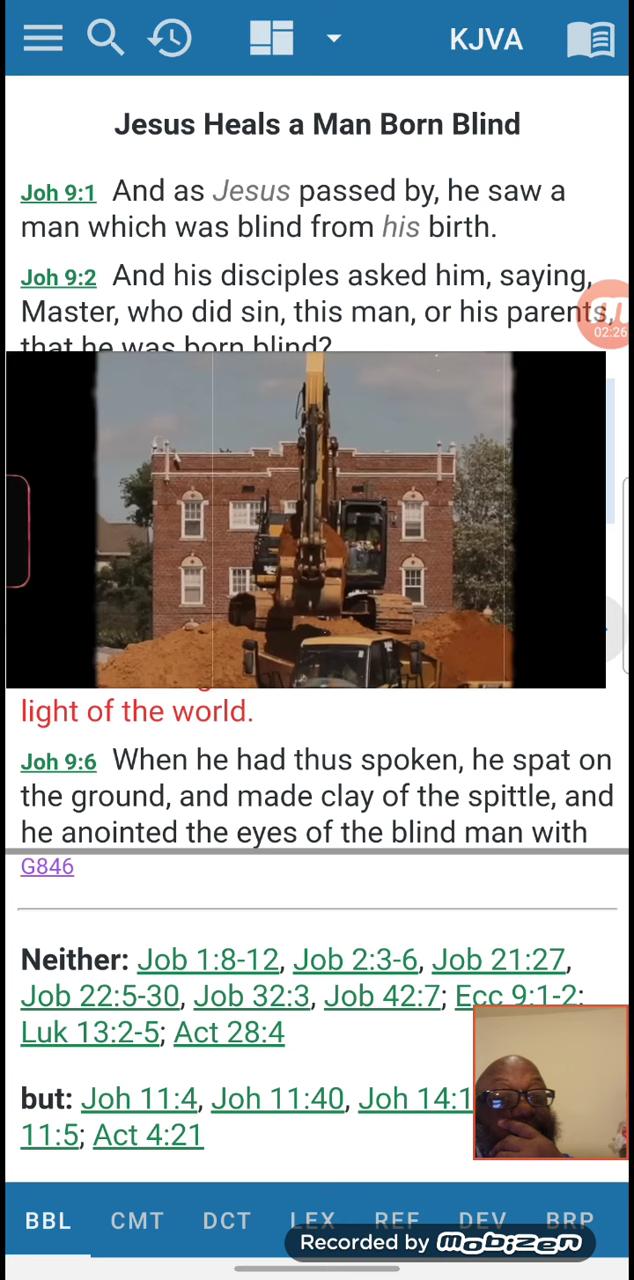 KJVA
Jesus Heals a Man Born Blind
Joh 9:1 And as Jesus passed by, he saw a
man which was blind from his birth.
Joh 9:2 And his disciples asked him, saying,
Master, who did sin, this man, or his parents,
that he was born blind?
02:26
light of the world.
Joh 9:6 When he had thus spoken, he spat on
the ground, and made clay of the spittle, and
he anointed the eyes of the blind man with
G846
Neither: Job 1:8-12, Job 2:3-6, Job 21:27,
Job 22:5-30, Job 32:3, Job 42:7; Ecc 9:1-2;
Luk 13:2-5; Act 28:4
but: Joh 11:4, Joh 11:40, Joh 14:1
11:5; Act 4:21
BBL CMT DCT LEX REF DEV BRP
Recorded by mobizen